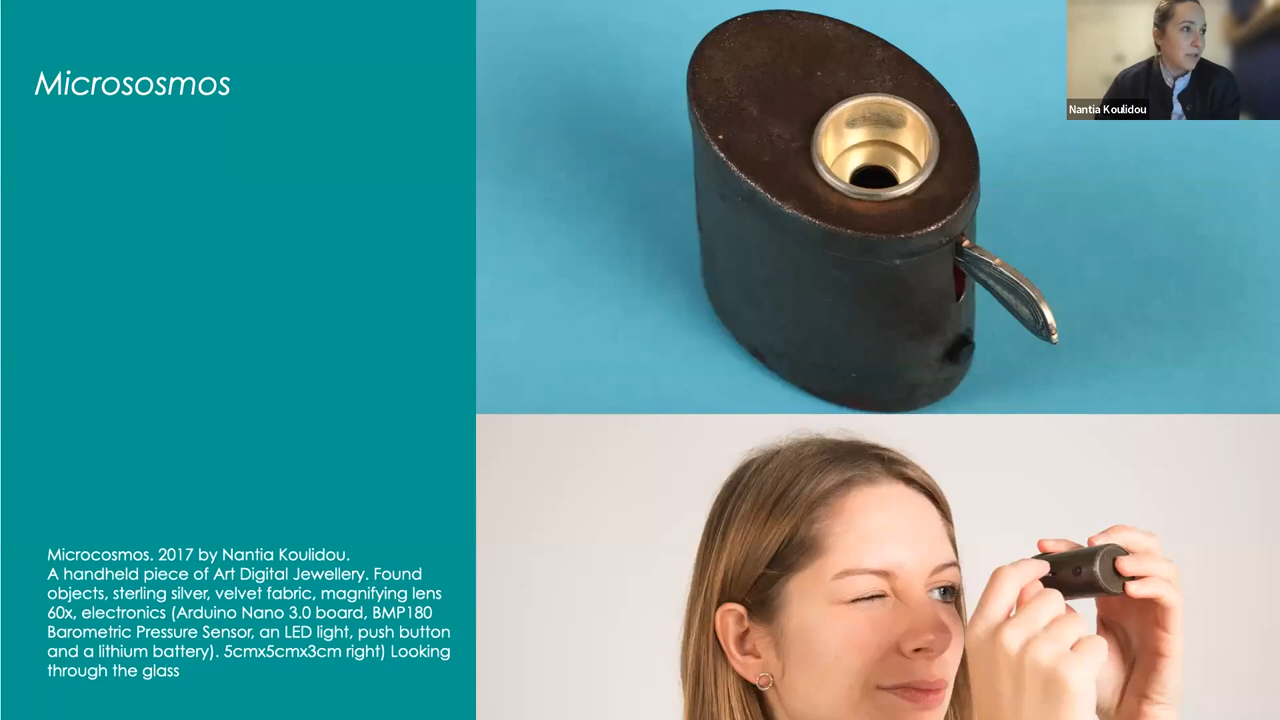 Micrososmos
Nantia Koulidou
Microcosmos. 2017 by Nantia Koulidou.
A handheld piece of Art Digital Jewellery. Found
objects, sterling silver, velvet fabric, magnifying lens
60x, electronics (Arduino Nano 3.0 board, BMP180
Barometric Pressure Sensor, an LED light, push button
and a lithium battery). 5cmx5cmx3cm right) Looking
through the glass